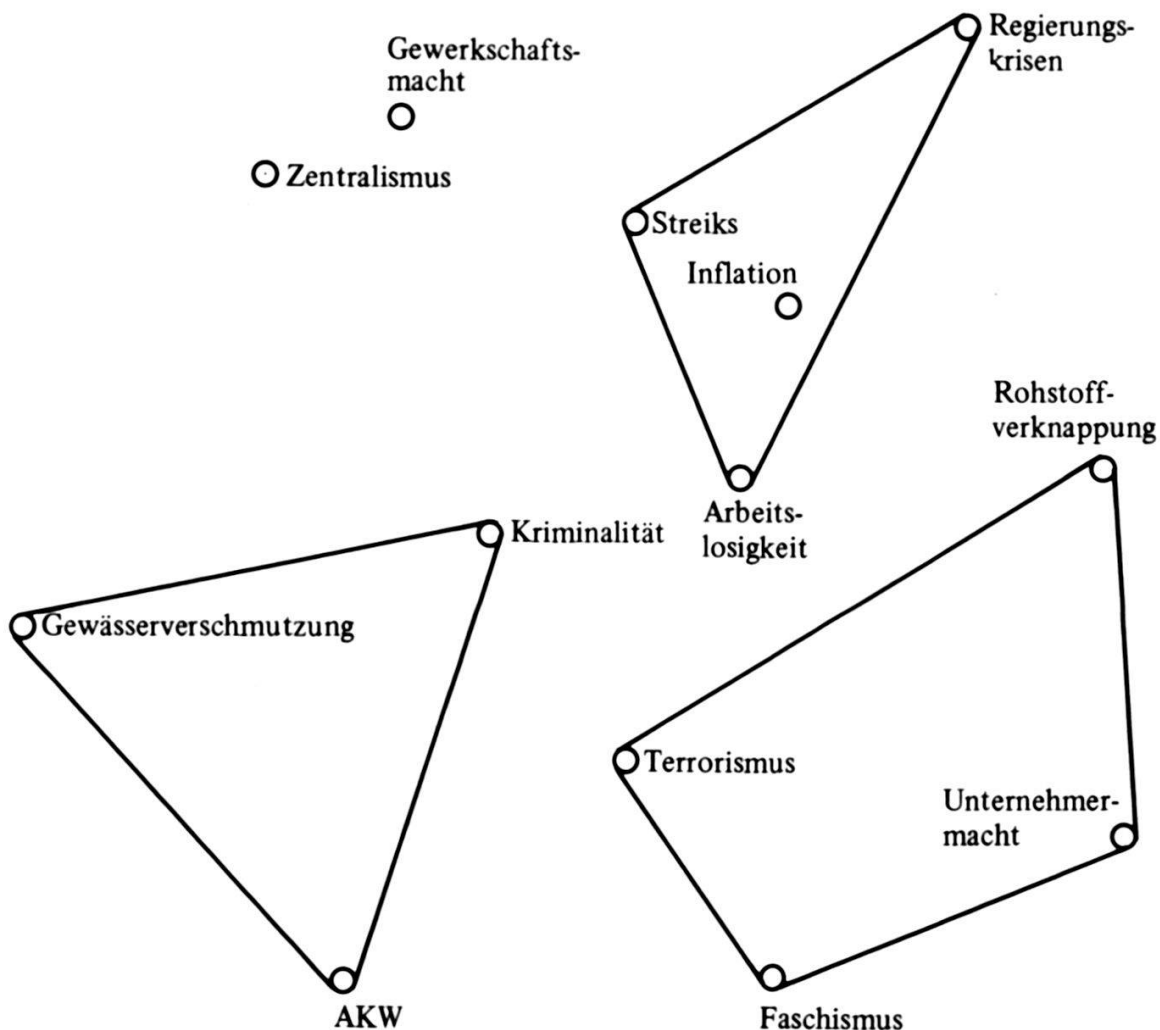 Regierungs-
krisen
Gewerkschafts-
macht
Zentralismus
Streiks
Inflation
Rohstoff-
verknappung
Arbeits-
losigkeit
Kriminalität
Gewässerverschmutzung
Terrorismus
Unternehmer-
macht
AKW
Faschismus